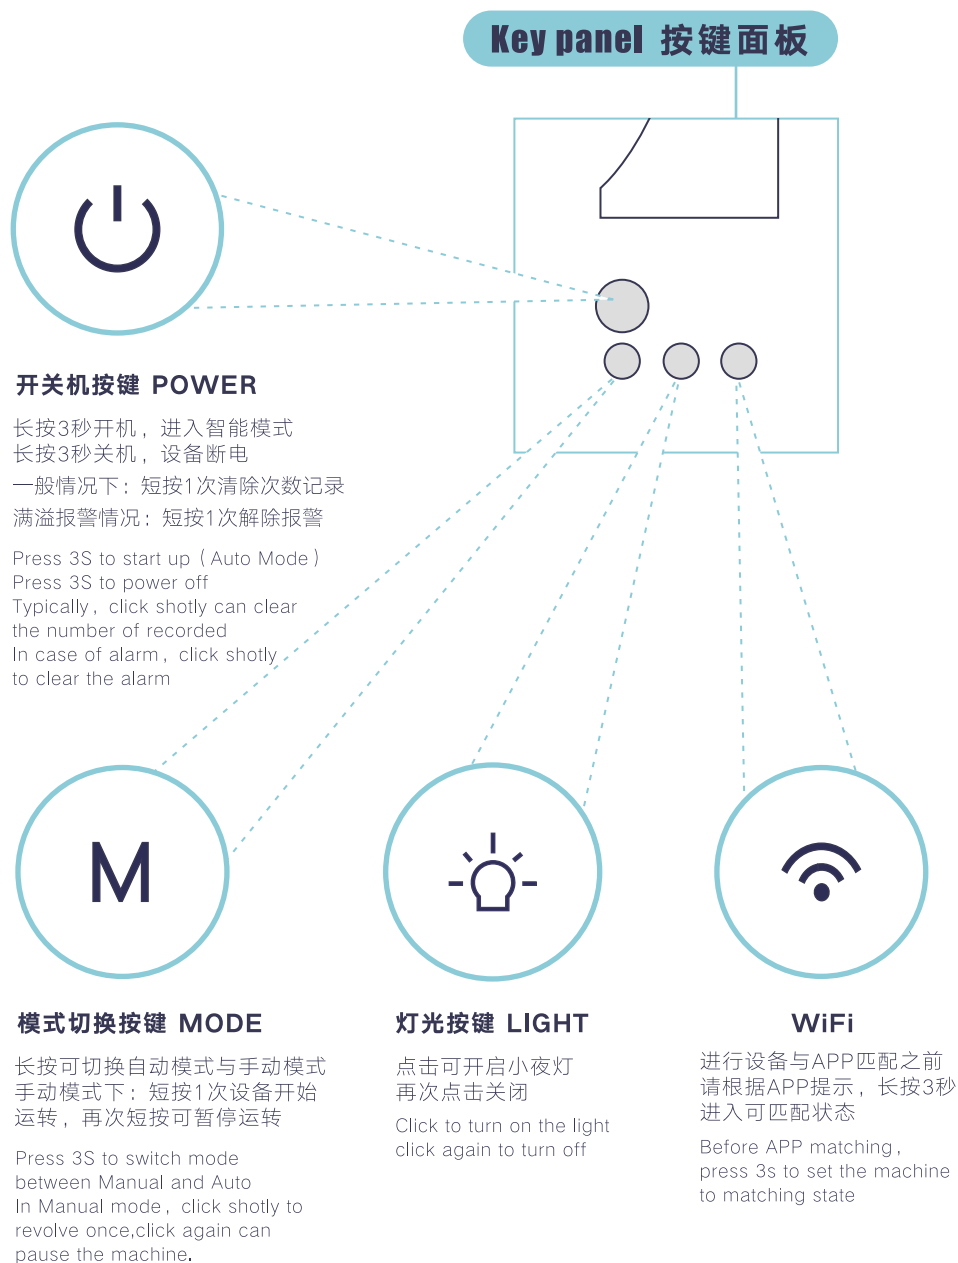 Key panel 按键面板
开关机按键 POWER
长按3秒开机，进入智能模式
长按3秒关机，设备断电
一般情况下：短按1次清除次数记录
满溢报警情况：短按1次解除报警
Press 3S to start up（Auto Mode）
Press 3S to power off
Typically，click shotly can clear
the number of recorded
In case of alarm，click shotly
to clear the alarm
M
模式切换按键 MODE
长按可切换自动模式与手动模式
手动模式下：短按1次设备开始
运转，再次短按可暂停运转
Press 3S to switch mode
between Manual and Auto
In Manual mode，click shotly to
revolve once,click again can
pause the machine.
灯光按键 LIGHT
点击可开启小夜灯
再次点击关闭
Click to turn on the light
click again to turn off
WiFi
进行设备与APP匹配之前
请根据APP提示，长按3秒
进入可匹配状态
Before APP matching，
press 3s to set the machine
to matching state